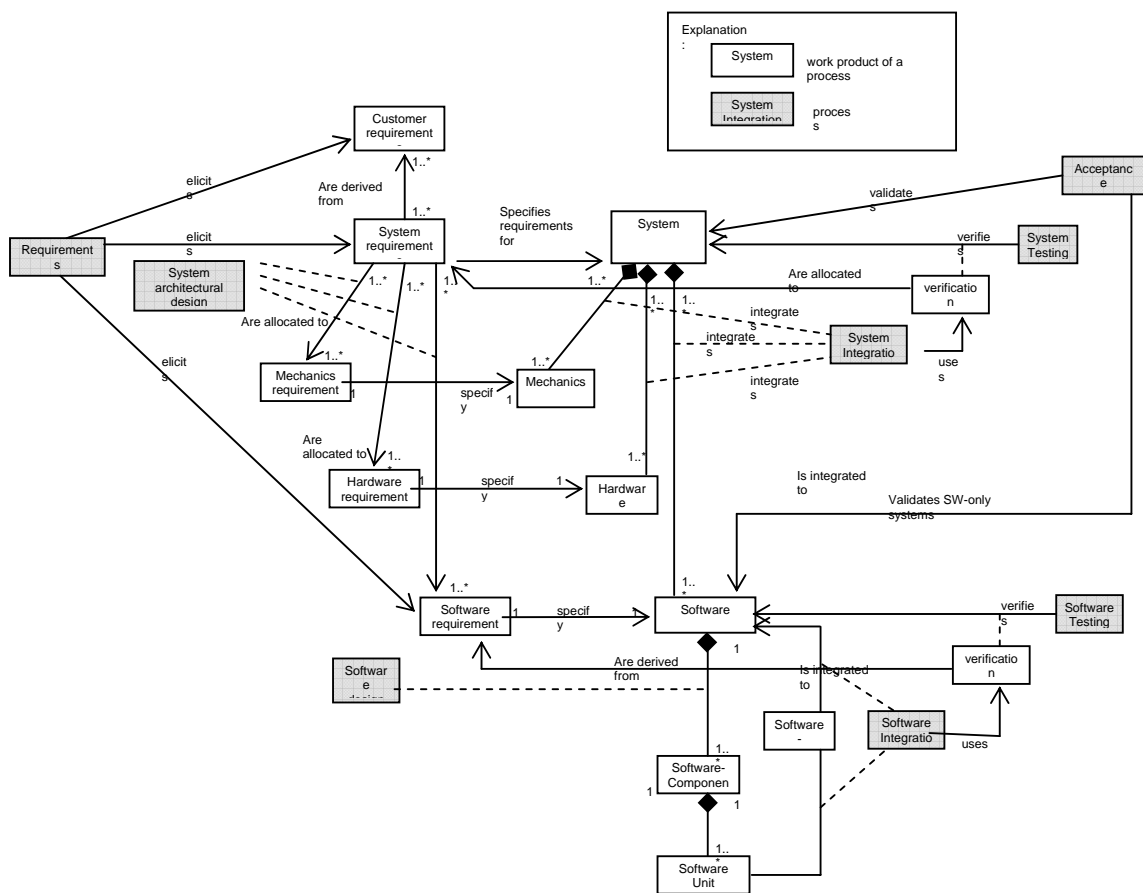 Explanation
:
System
work product of a
process
System
Integration
proces
s
Customer
requirement
-
1..*
elicit
s
Are derived
from
Acceptanc
e
validate
s
1..*
Specifies
requirements
for
System
requirement
-
System
Requirement
s
elicit
s
verifie
s
System
Testing
System
architectural
design
1..*
1..*
1..
*
1..*
1..
*
1..*
Are allocated
to
verificatio
n
Are allocated to
integrate
s
integrate
s
integrate
s
System
Integratio
use
s
elicit
s
1..*
Mechanics
requirement
1
specif
y
1
1..*
Mechanics
Are
allocated to
1..
*
Hardware
requirement
1
specif
y
1
1..*
Hardwar
e
Is integrated
to
Validates SW-only
systems
1..*
Software
requirement
1
specif
y
1
1..
*
Software
verifie
s
Software
Testing
1
Are derived
from
Is integrated
to
verificatio
n
Softwar
e
design
Software
-
Software
Integratio
uses
1..
*
Software-
Componen
1
1
1..
*
Software
Unit